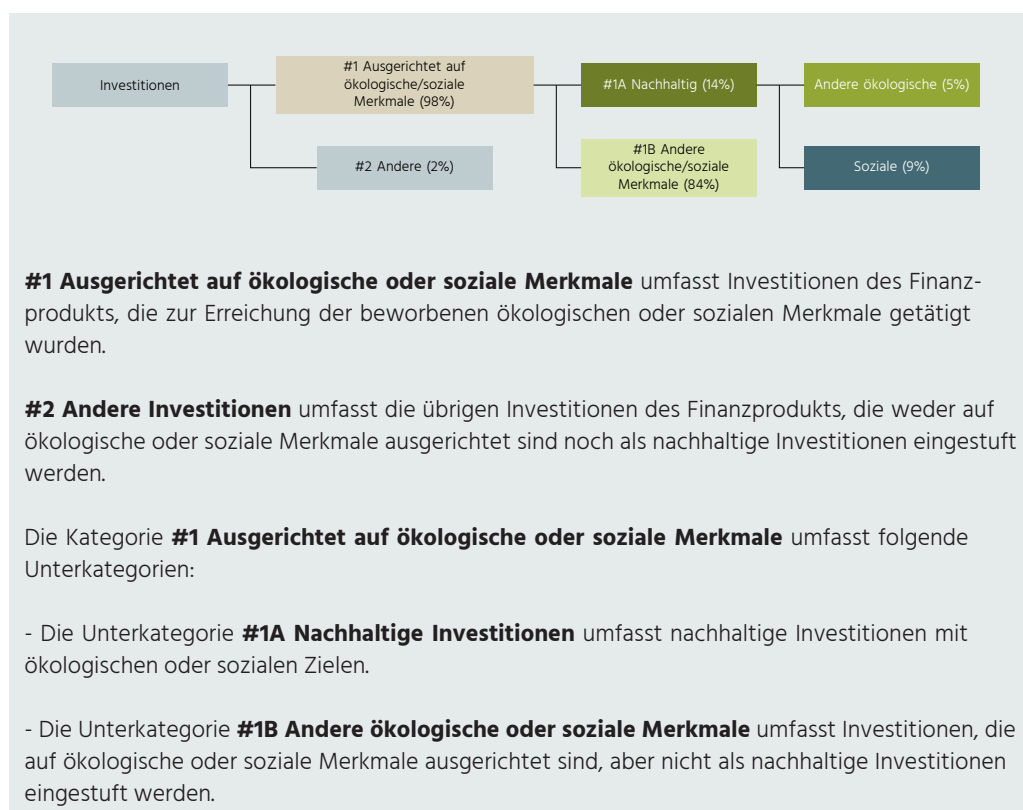 Investitionen
#1 Ausgerichtet auf
ökologische/soziale
Merkmale (98%)
#1A Nachhaltig (14%)
Andere ökologische (5%)
#2 Andere (2%)
#1B Andere
ökologische/soziale
Merkmale (84%)
Soziale (9%)
#1 Ausgerichtet auf ökologische oder soziale Merkmale umfasst Investitionen des Finanz-
produkts, die zur Erreichung der beworbenen ökologischen oder sozialen Merkmale getätigt
wurden.
#2 Andere Investitionen umfasst die übrigen Investitionen des Finanzprodukts, die weder auf
ökologische oder soziale Merkmale ausgerichtet sind noch als nachhaltige Investitionen eingestuft
werden.
Die Kategorie #1 Ausgerichtet auf ökologische oder soziale Merkmale umfasst folgende
Unterkategorien:
- Die Unterkategorie #1A Nachhaltige Investitionen umfasst nachhaltige Investitionen mit
ökologischen oder sozialen Zielen.
- Die Unterkategorie #1B Andere ökologische oder soziale Merkmale umfasst Investitionen, die
auf ökologische oder soziale Merkmale ausgerichtet sind, aber nicht als nachhaltige Investitionen
eingestuft werden.